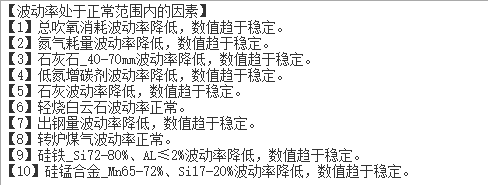 【波动率处于正常范围内的因素】
【1】总吹氧消耗波动率降低，数值趋于稳定。
【2】氮气耗量波动率降低，数值趋于稳定。
【3】石灰石_40-70mm波动率降低，数值趋于稳定。
【4】低氮增碳剂波动率降低，数值趋于稳定。
【5】石灰波动率降低，数值趋于稳定。
【6】轻烧白云石波动率正常。
【7】出钢量波动率降低，数值趋于稳定。
【8】转炉煤气波动率正常。
【9】硅铁_Si72-80%、AL≤2%波动率降低，数值趋于稳定。
【10】硅锰合金_Mn65-72%、Si17-20%波动率降低，数值趋于稳定。